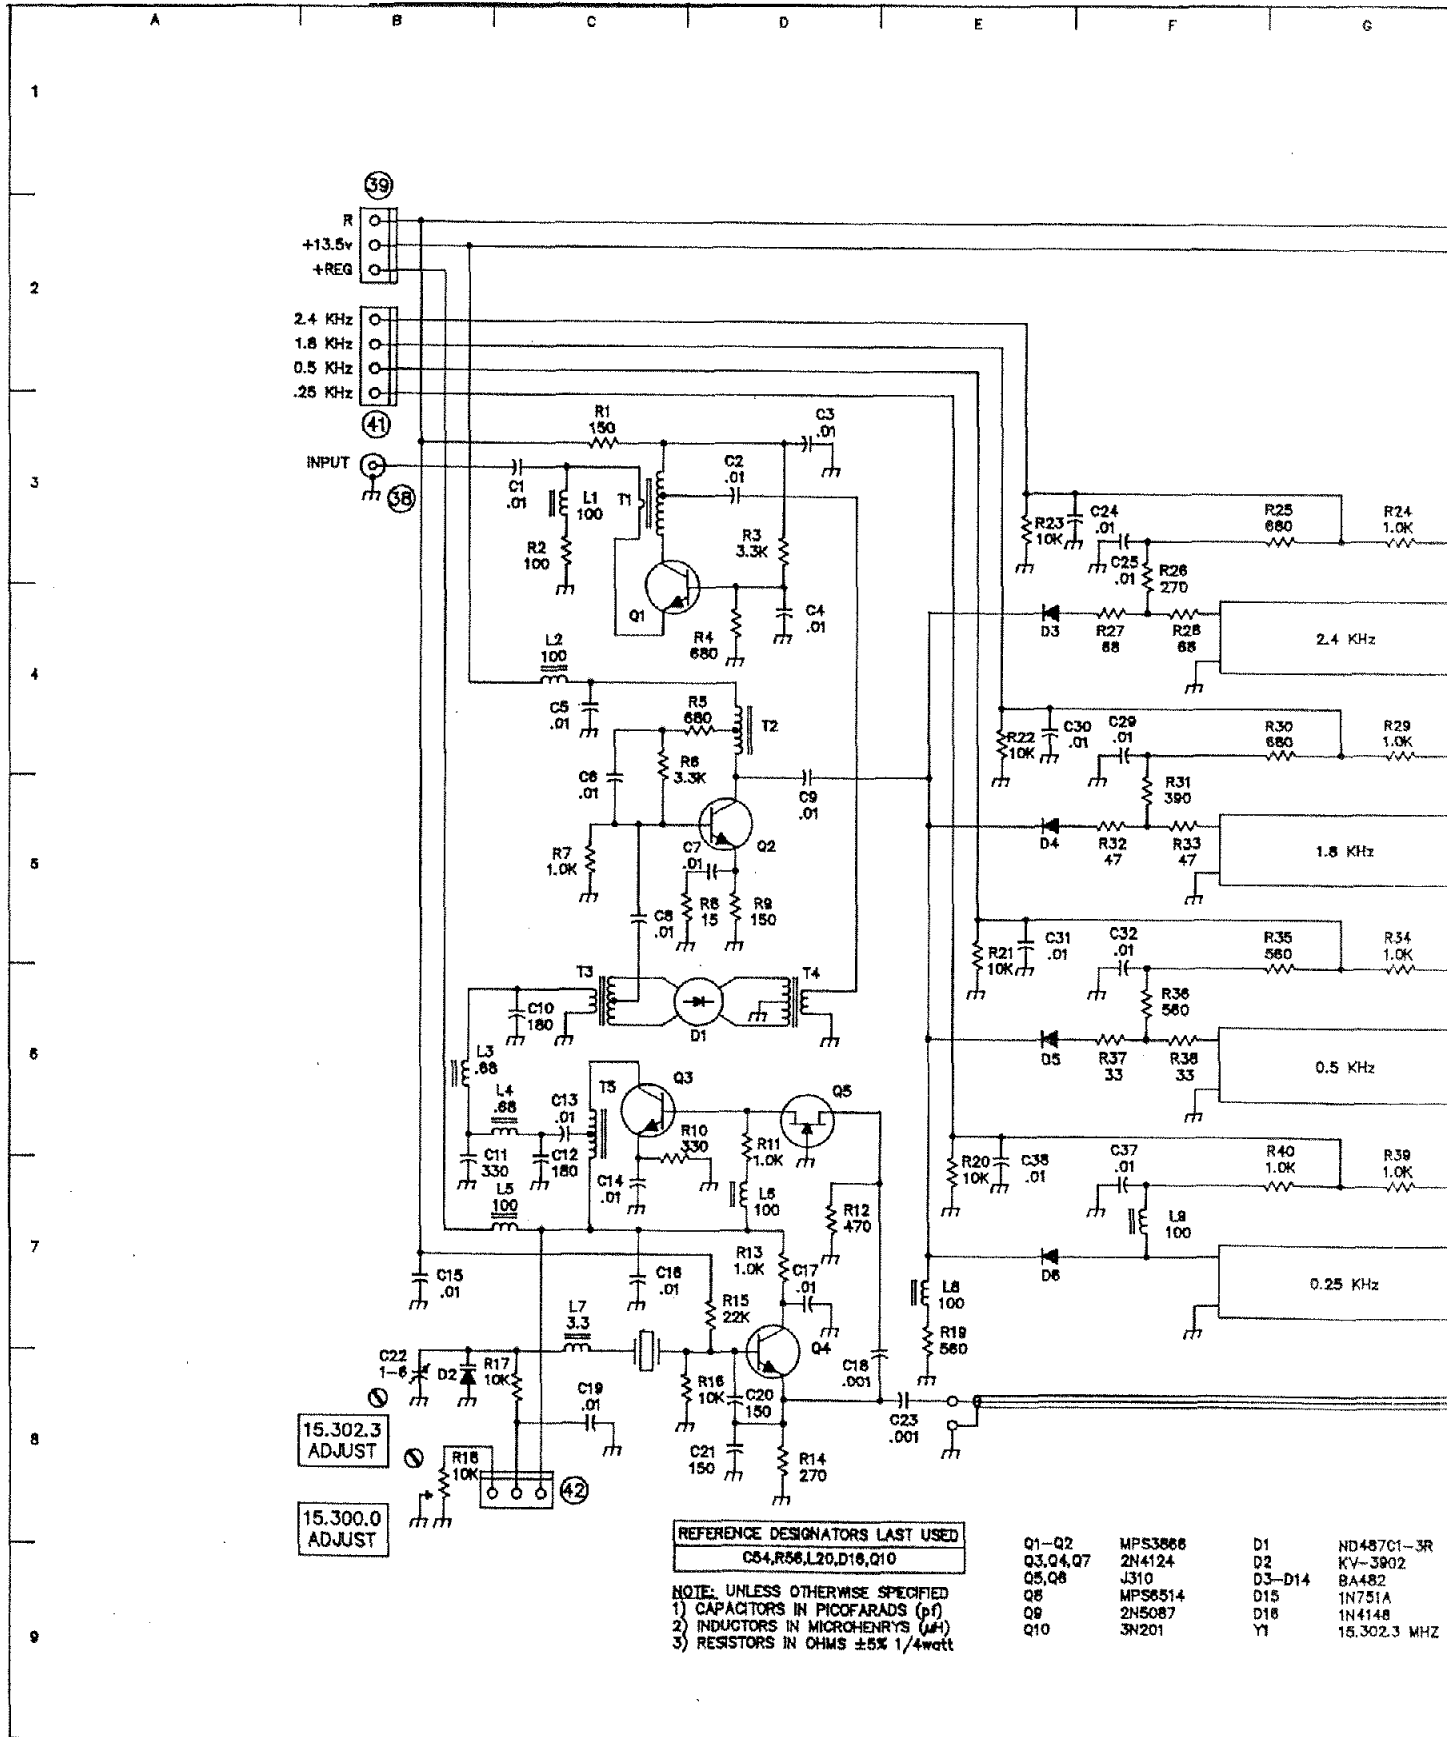 A B C D E F G
1
39
R
+13.5v
+REG
2
2.4 KHz
1.8 KHz
0.5 KHz
.25 KHz
41
R1
150
C3
.01
INPUT
38
3
C1
.01
L1
100
T1
C2
.01
R2
100
R3
3.3K
Q1
R4
680
C4
.01
R23
10K
C24
.01
C25
.01
R25
680
R24
1.0K
R26
270
D3
R27
68
R28
68
2.4 KHz
4
L2
100
C5
.01
R5
680
T2
R6
3.3K
C6
.01
C9
.01
R22
10K
C30
.01
C29
.01
R30
680
R29
1.0K
R31
390
5
R7
1.0K
Q2
C7
.01
C8
.01
R8
15
R9
150
D4
R32
47
R33
47
1.8 KHz
R21
10K
C31
.01
C32
.01
R35
560
R34
1.0K
R36
560
T3
T4
C10
180
D1
6
D5
R37
33
R38
33
0.5 KHz
L3
.68
L4
.68
C13
.01
T5
Q3
Q5
R10
330
R11
1.0K
C11
330
C12
180
C14
.01
L5
100
L6
100
R12
470
R20
10K
C38
.01
C37
.01
R40
1.0K
R39
1.0K
L9
100
7
C15
.01
C16
.01
R13
1.0K
C17
.01
R15
22K
D6
0.25 KHz
L8
100
R19
560
L7
3.3
Q4
C22
1-6
D2
R17
10K
C19
.01
R16
10K
C20
150
C18
.001
C23
.001
8
15.302.3
ADJUST
R18
10K
42
C21
150
R14
270
15.300.0
ADJUST
REFERENCE DESIGNATORS LAST USED
C54,R56,L20,D16,Q10
NOTE: UNLESS OTHERWISE SPECIFIED
1) CAPACITORS IN PICOFARADS (pf)
2) INDUCTORS IN MICROHENRYS (µH)
3) RESISTORS IN OHMS ±5% 1/4watt
9
Q1-Q2 MPS3866 D1 ND487C1-3R
Q3,Q4,Q7 2N4124 D2 KV-3902
Q5,Q6 J310 D3-D14 BA482
Q8 MPS6514 D15 1N751A
Q9 2N5087 D16 1N4148
Q10 3N201 Y1 15.302.3 MHZ